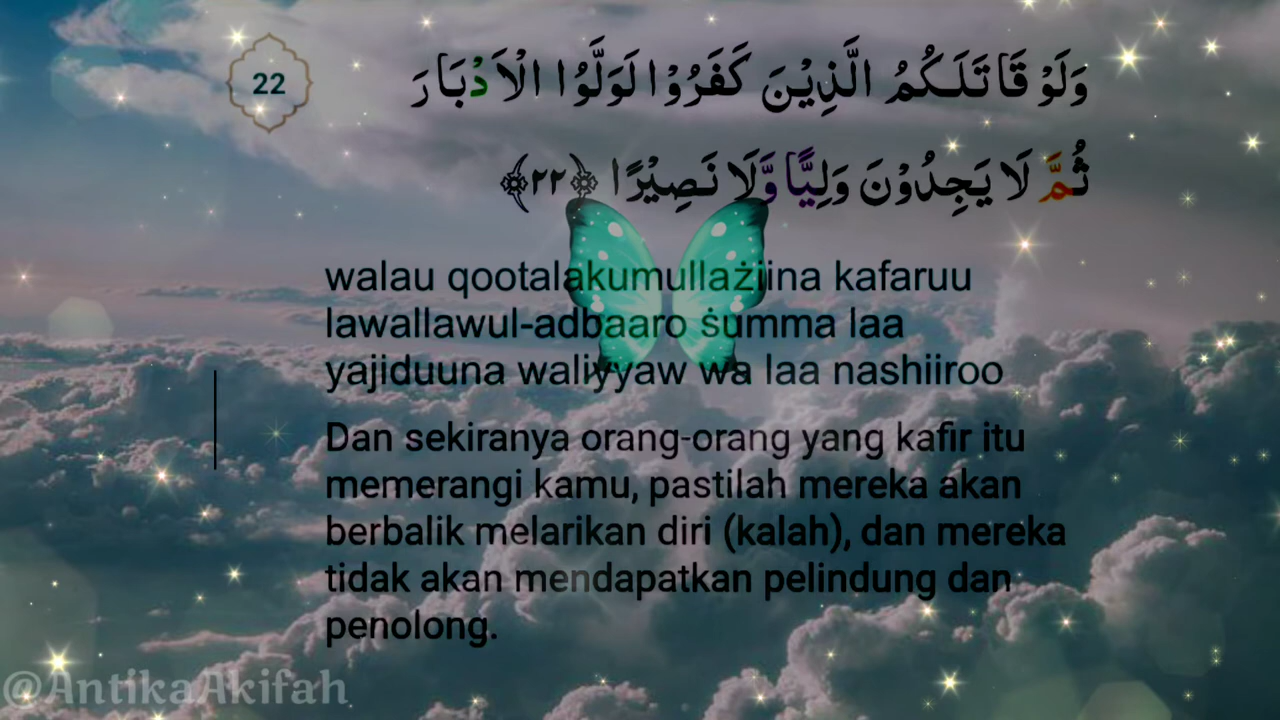 22
وَلَوْ قَاتَلَكُمُ الَّذِيْنَ كَفَرُوْا لَوَلَّوُا الْاَدْبَارَ
ثُمَّ لَا يَجِدُوْنَ وَلِيًّا وَّلَا نَصِيْرًا ﴿٢٢﴾
walau qootalakumullażiina kafaruu
lawallawul-adbaaro ṡumma laa
yajiduuna waliyyaw wa laa nashiiroo
Dan sekiranya orang-orang yang kafir itu
memerangi kamu, pastilah mereka akan
berbalik melarikan diri (kalah), dan mereka
tidak akan mendapatkan pelindung dan
penolong.
@AntikaAkifah